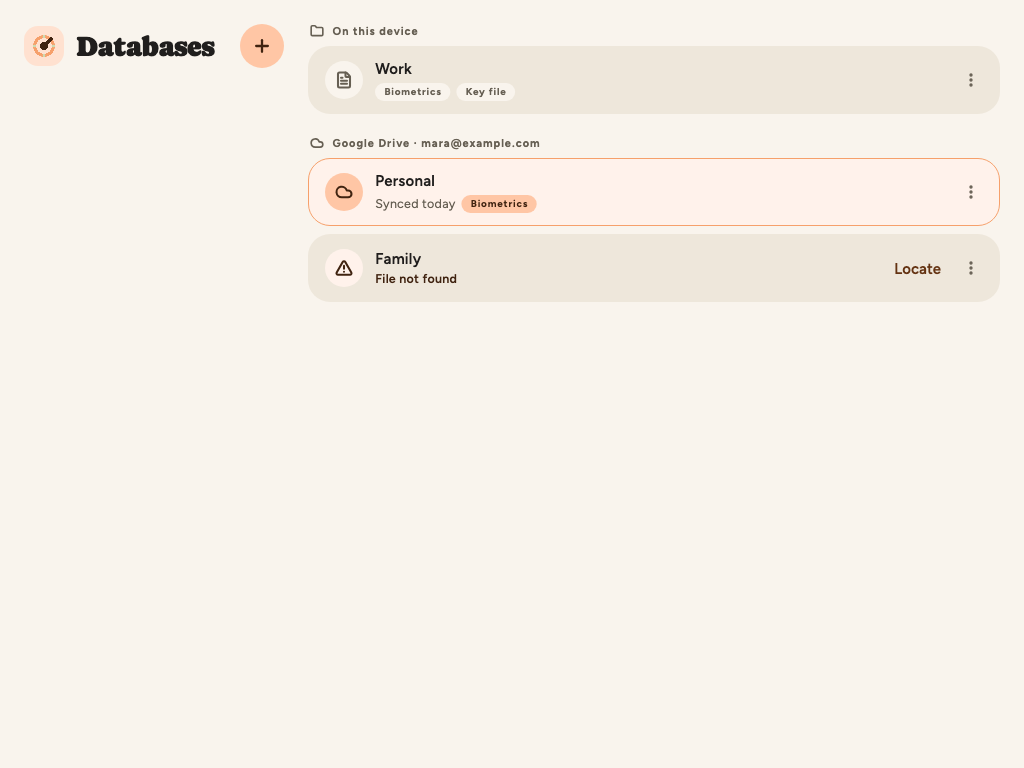 Databases
On this device
Work
Biometrics Key file
Google Drive · mara@example.com
Personal
Synced today Biometrics
Family
File not found
Locate